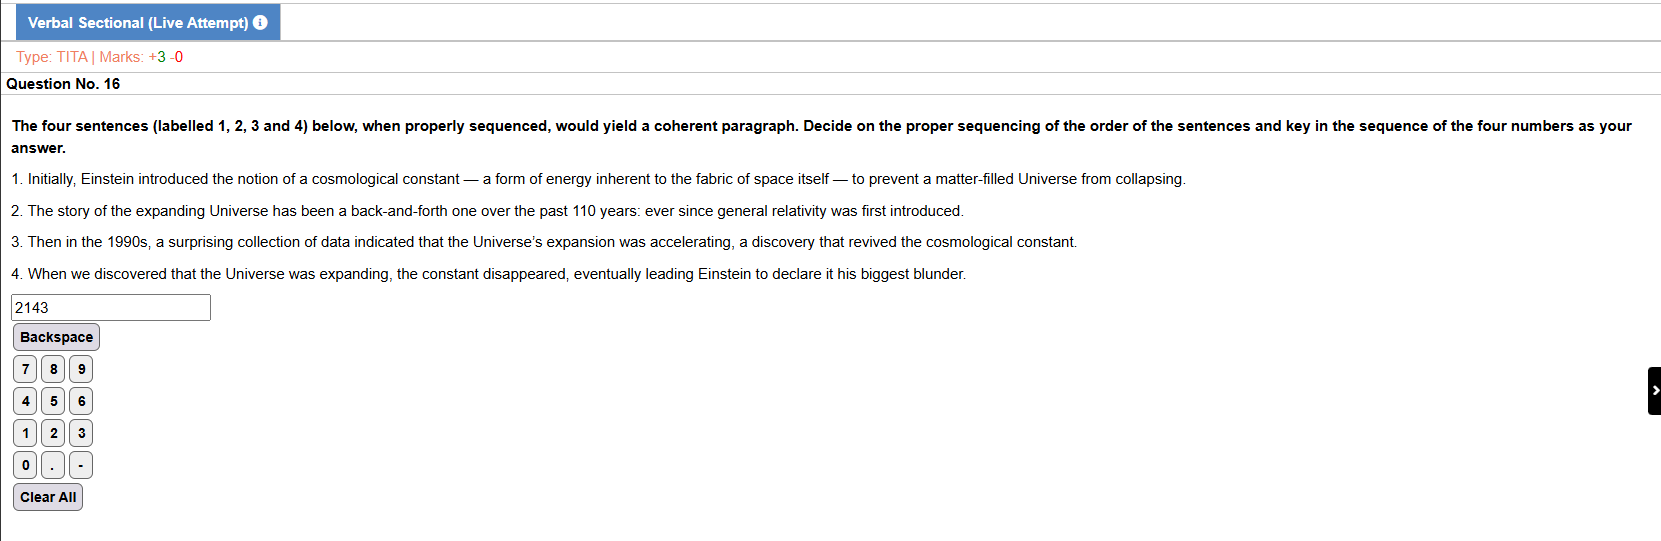 Verbal Sectional (Live Attempt)
Type: TITA | Marks: +3 -0
Question No. 16
The four sentences (labelled 1, 2, 3 and 4) below, when properly sequenced, would yield a coherent paragraph. Decide on the proper sequencing of the order of the sentences and key in the sequence of the four numbers as your
answer.
1. Initially, Einstein introduced the notion of a cosmological constant — a form of energy inherent to the fabric of space itself — to prevent a matter-filled Universe from collapsing.
2. The story of the expanding Universe has been a back-and-forth one over the past 110 years: ever since general relativity was first introduced.
3. Then in the 1990s, a surprising collection of data indicated that the Universe's expansion was accelerating, a discovery that revived the cosmological constant.
4. When we discovered that the Universe was expanding, the constant disappeared, eventually leading Einstein to declare it his biggest blunder.
2143
Backspace
7 8 9
4 5 6
1 2 3
0 . -
Clear All